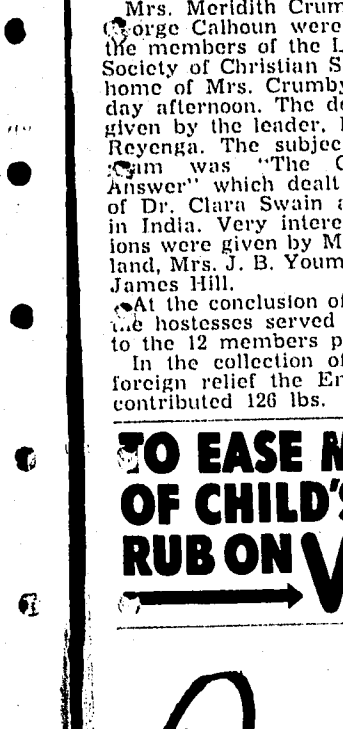 Mrs. Meridith Crum
George Calhoun were
the members of the L
Society of Christian S
home of Mrs. Crumby
day afternoon. The de
given by the leader,
Reyenga. The subjec
was "The C
Answer" which dealt
of Dr. Clara Swain a
in India. Very intere
ions were given by M
land, Mrs. J. B. Youm
James Hill.
At the conclusion of
the hostesses served
to the 12 members p
In the collection of
foreign relief the En
contributed 126 lbs.
TO EASE M
OF CHILD'S
RUB ON V